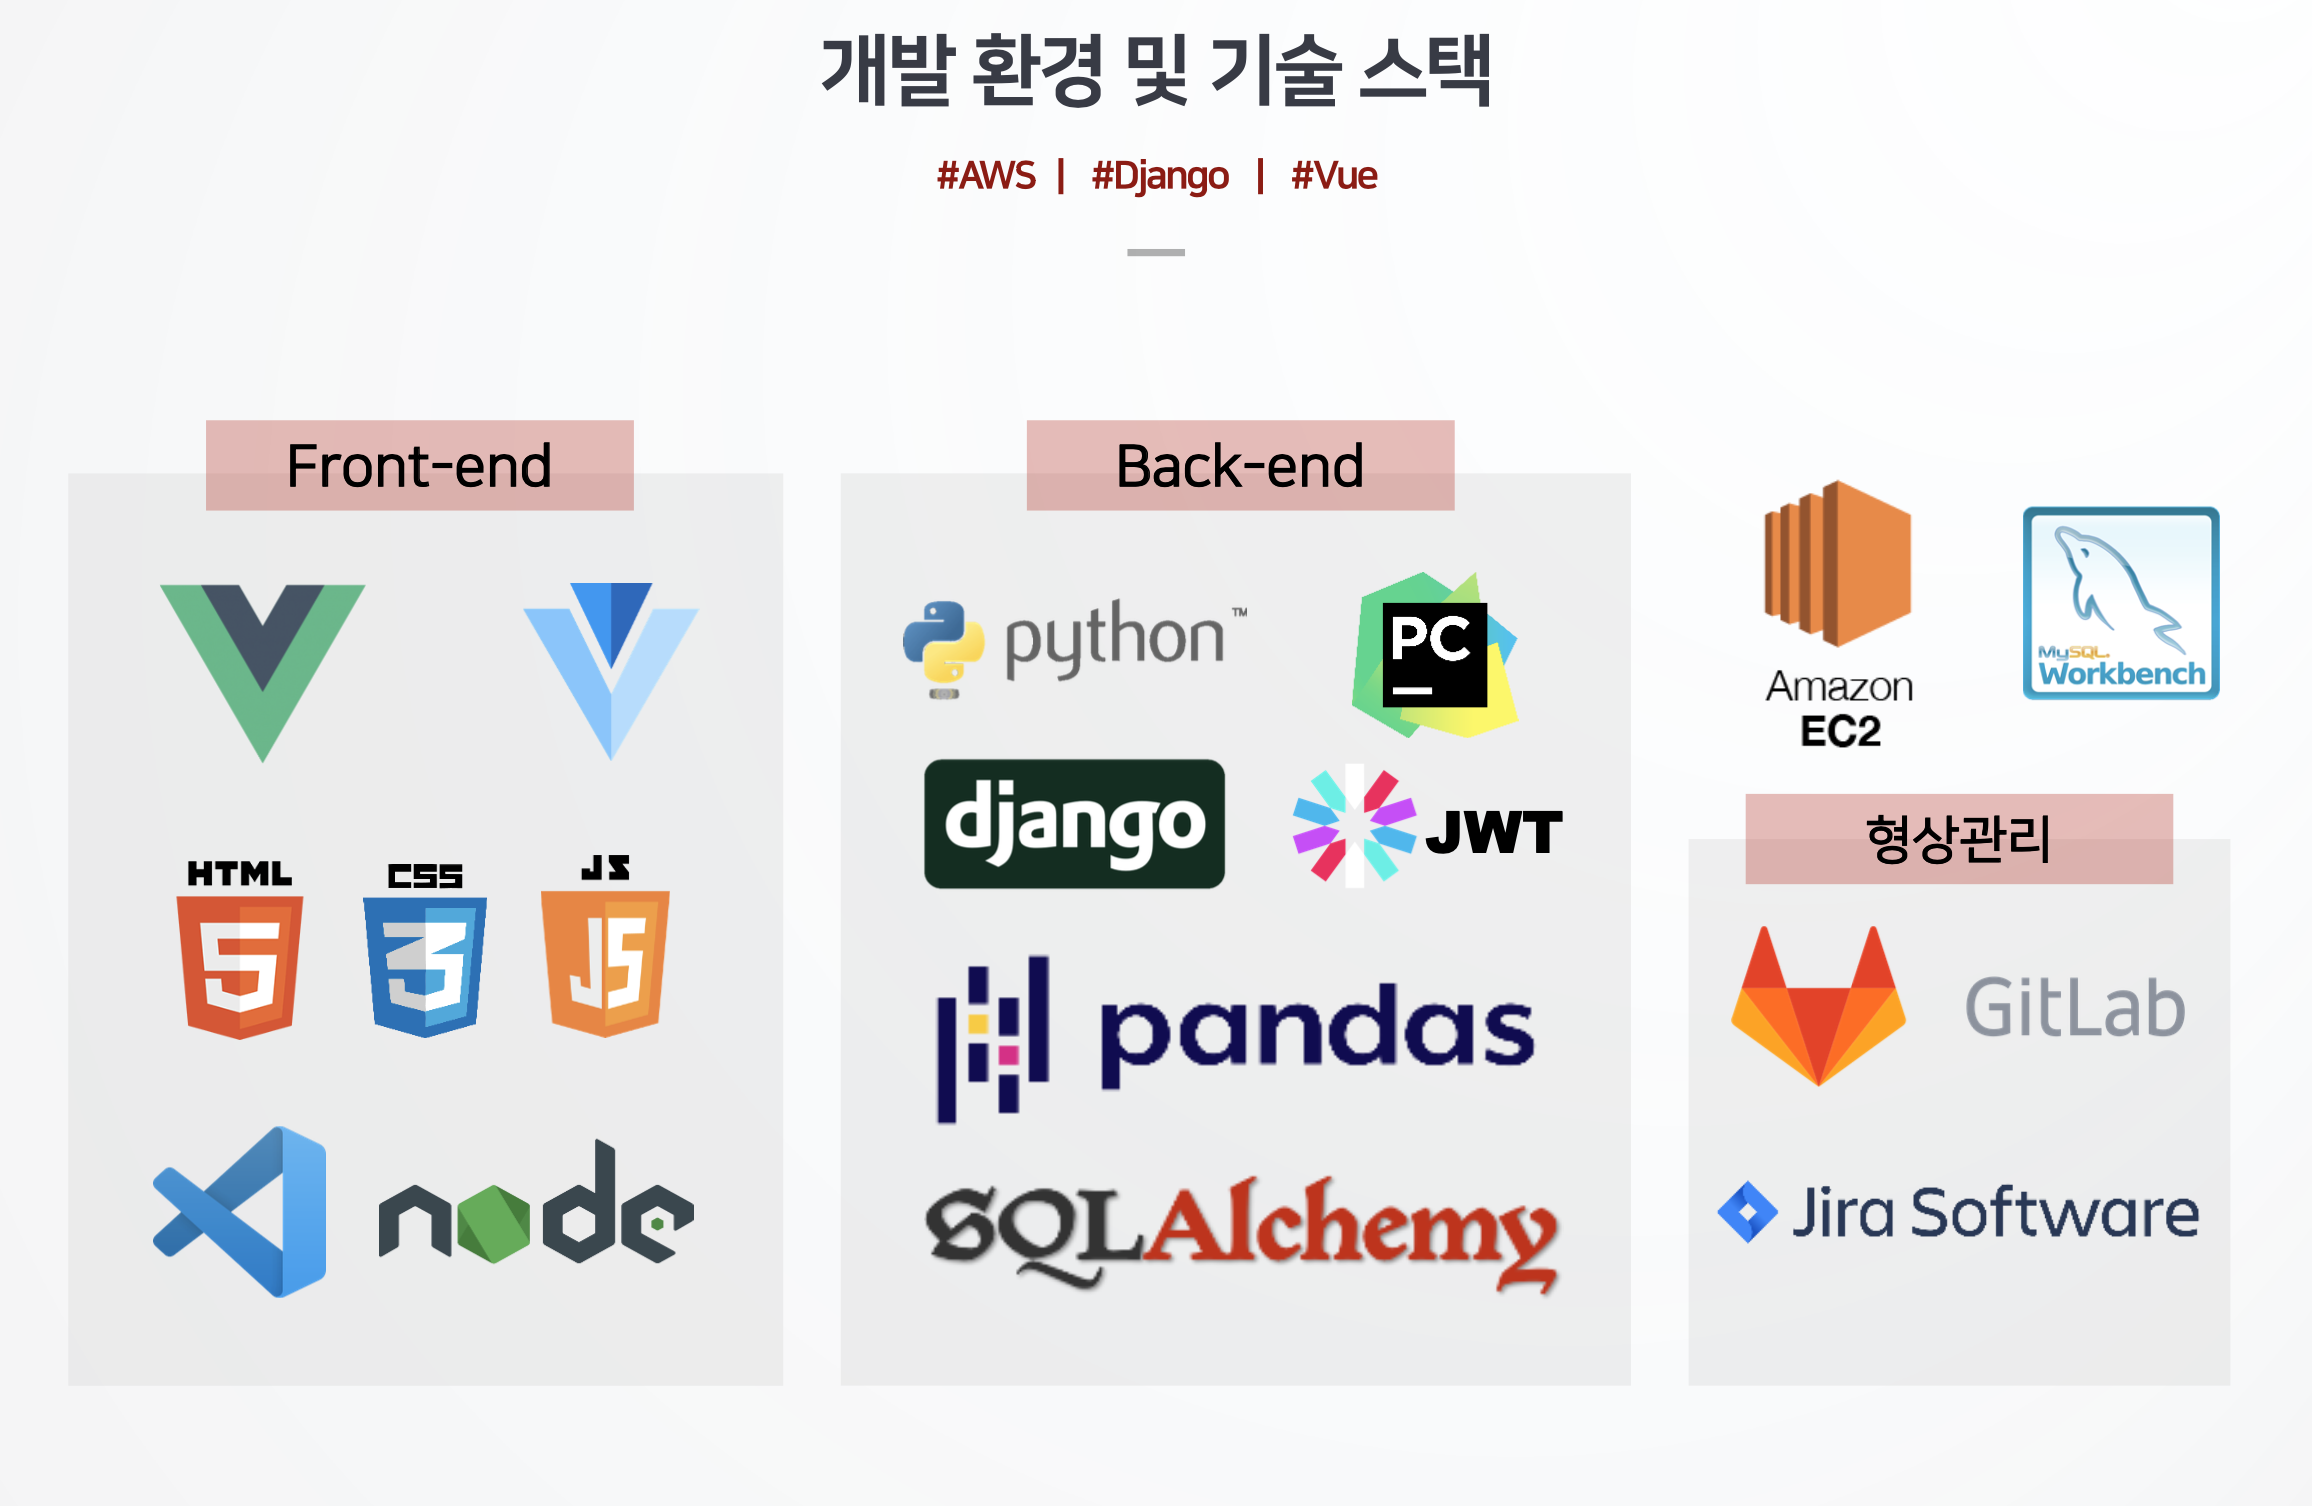 개발 환경 및 기술 스택
#AWS | #Django | #Vue
Front-end
HTML
CSS
JS
5
3
JS
node
Back-end
python™
PC
django
JWT
pandas
SQLAlchemy
Amazon
EC2
MySQL.
Workbench
형상관리
GitLab
Jira Software